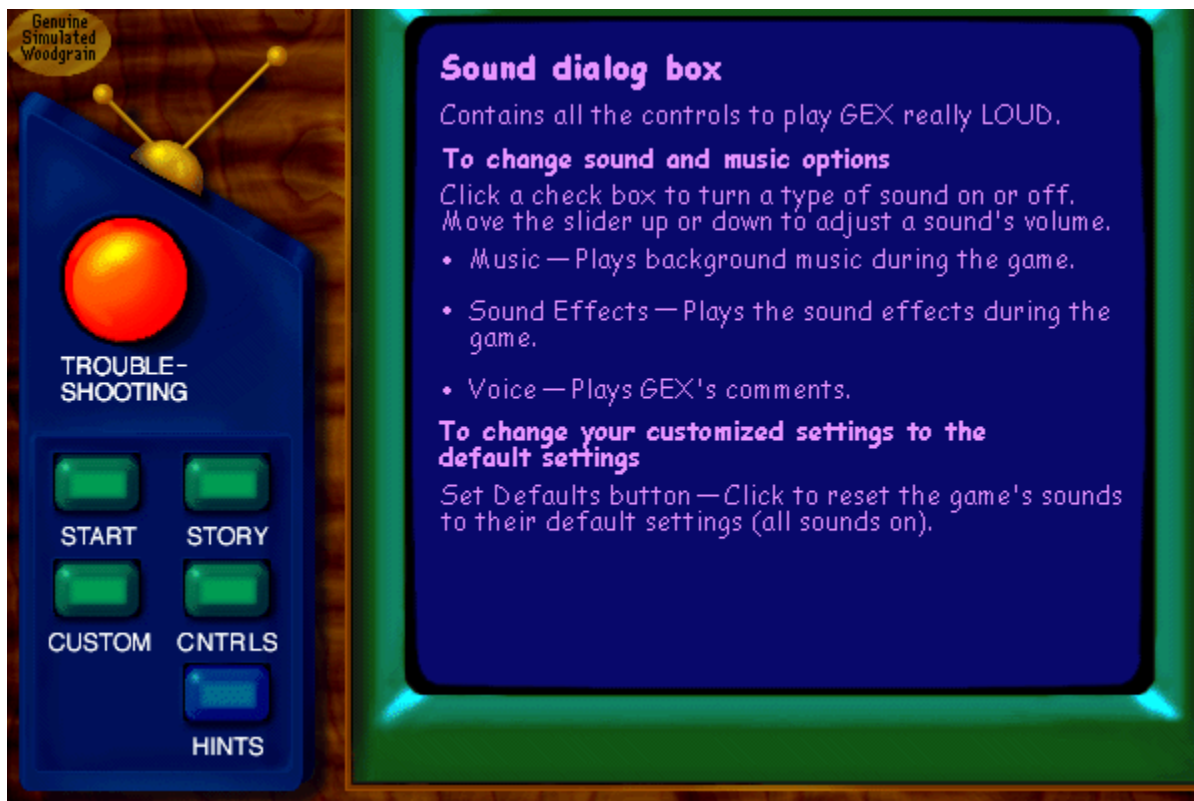 Genuine
Simulated
Woodgrain
TROUBLE-
SHOOTING
START
STORY
CUSTOM
CNTRLS
HINTS
Sound dialog box
Contains all the controls to play GEX really LOUD.
To change sound and music options
Click a check box to turn a type of sound on or off.
Move the slider up or down to adjust a sound's volume.
• Music — Plays background music during the game.
• Sound Effects — Plays the sound effects during the
game.
• Voice — Plays GEX's comments.
To change your customized settings to the
default settings
Set Defaults button — Click to reset the game's sounds
to their default settings (all sounds on).